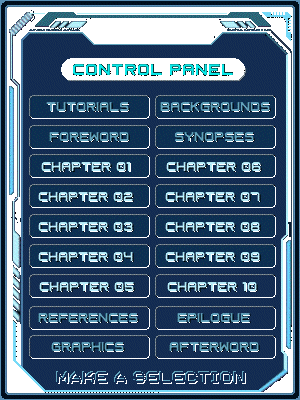 CONTROL PANEL
TUTORIALS
BACKGROUNDS
FOREWORD
SYNOPSES
CHAPTER 01
CHAPTER 06
CHAPTER 02
CHAPTER 07
CHAPTER 03
CHAPTER 08
CHAPTER 04
CHAPTER 09
CHAPTER 05
CHAPTER 10
REFERENCES
EPILOGUE
GRAPHICS
AFTERWORD
MAKE A SELECTION